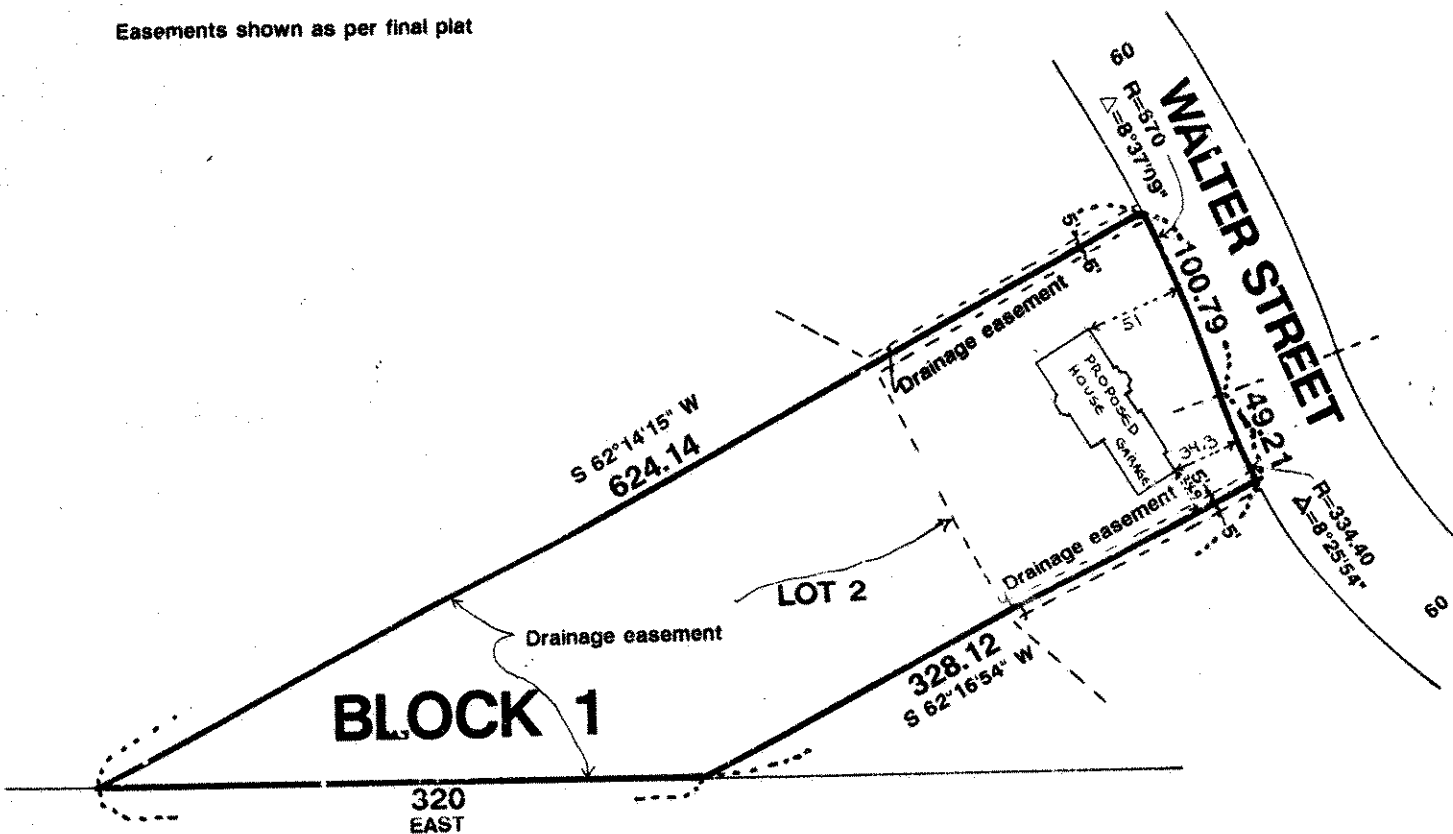 Easements shown as per final plat
60
R=670
△=8°37'09"
WALTER STREET
5'
5'
100.79
Drainage easement
51
PROPOSED
HOUSE
GARAGE
34.3
49.21
5'
5'
R=334.40
△=8°25'54"
60
S 62°14'15" W
624.14
Drainage easement
LOT 2
Drainage easement
328.12
S 62°16'54" W
BLOCK 1
320
EAST